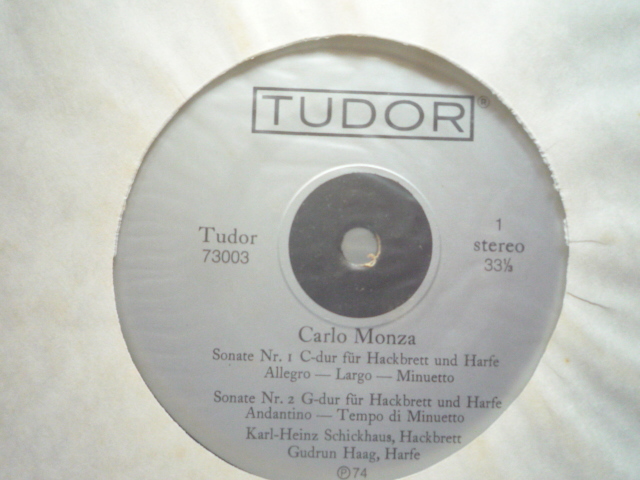 TUDOR®
Tudor
73003
1
stereo
33⅓
Carlo Monza
Sonate Nr. 1 C-dur für Hackbrett und Harfe
Allegro — Largo — Minuetto
Sonate Nr. 2 G-dur für Hackbrett und Harfe
Andantino — Tempo di Minuetto
Karl-Heinz Schickhaus, Hackbrett
Gudrun Haag, Harfe
℗74